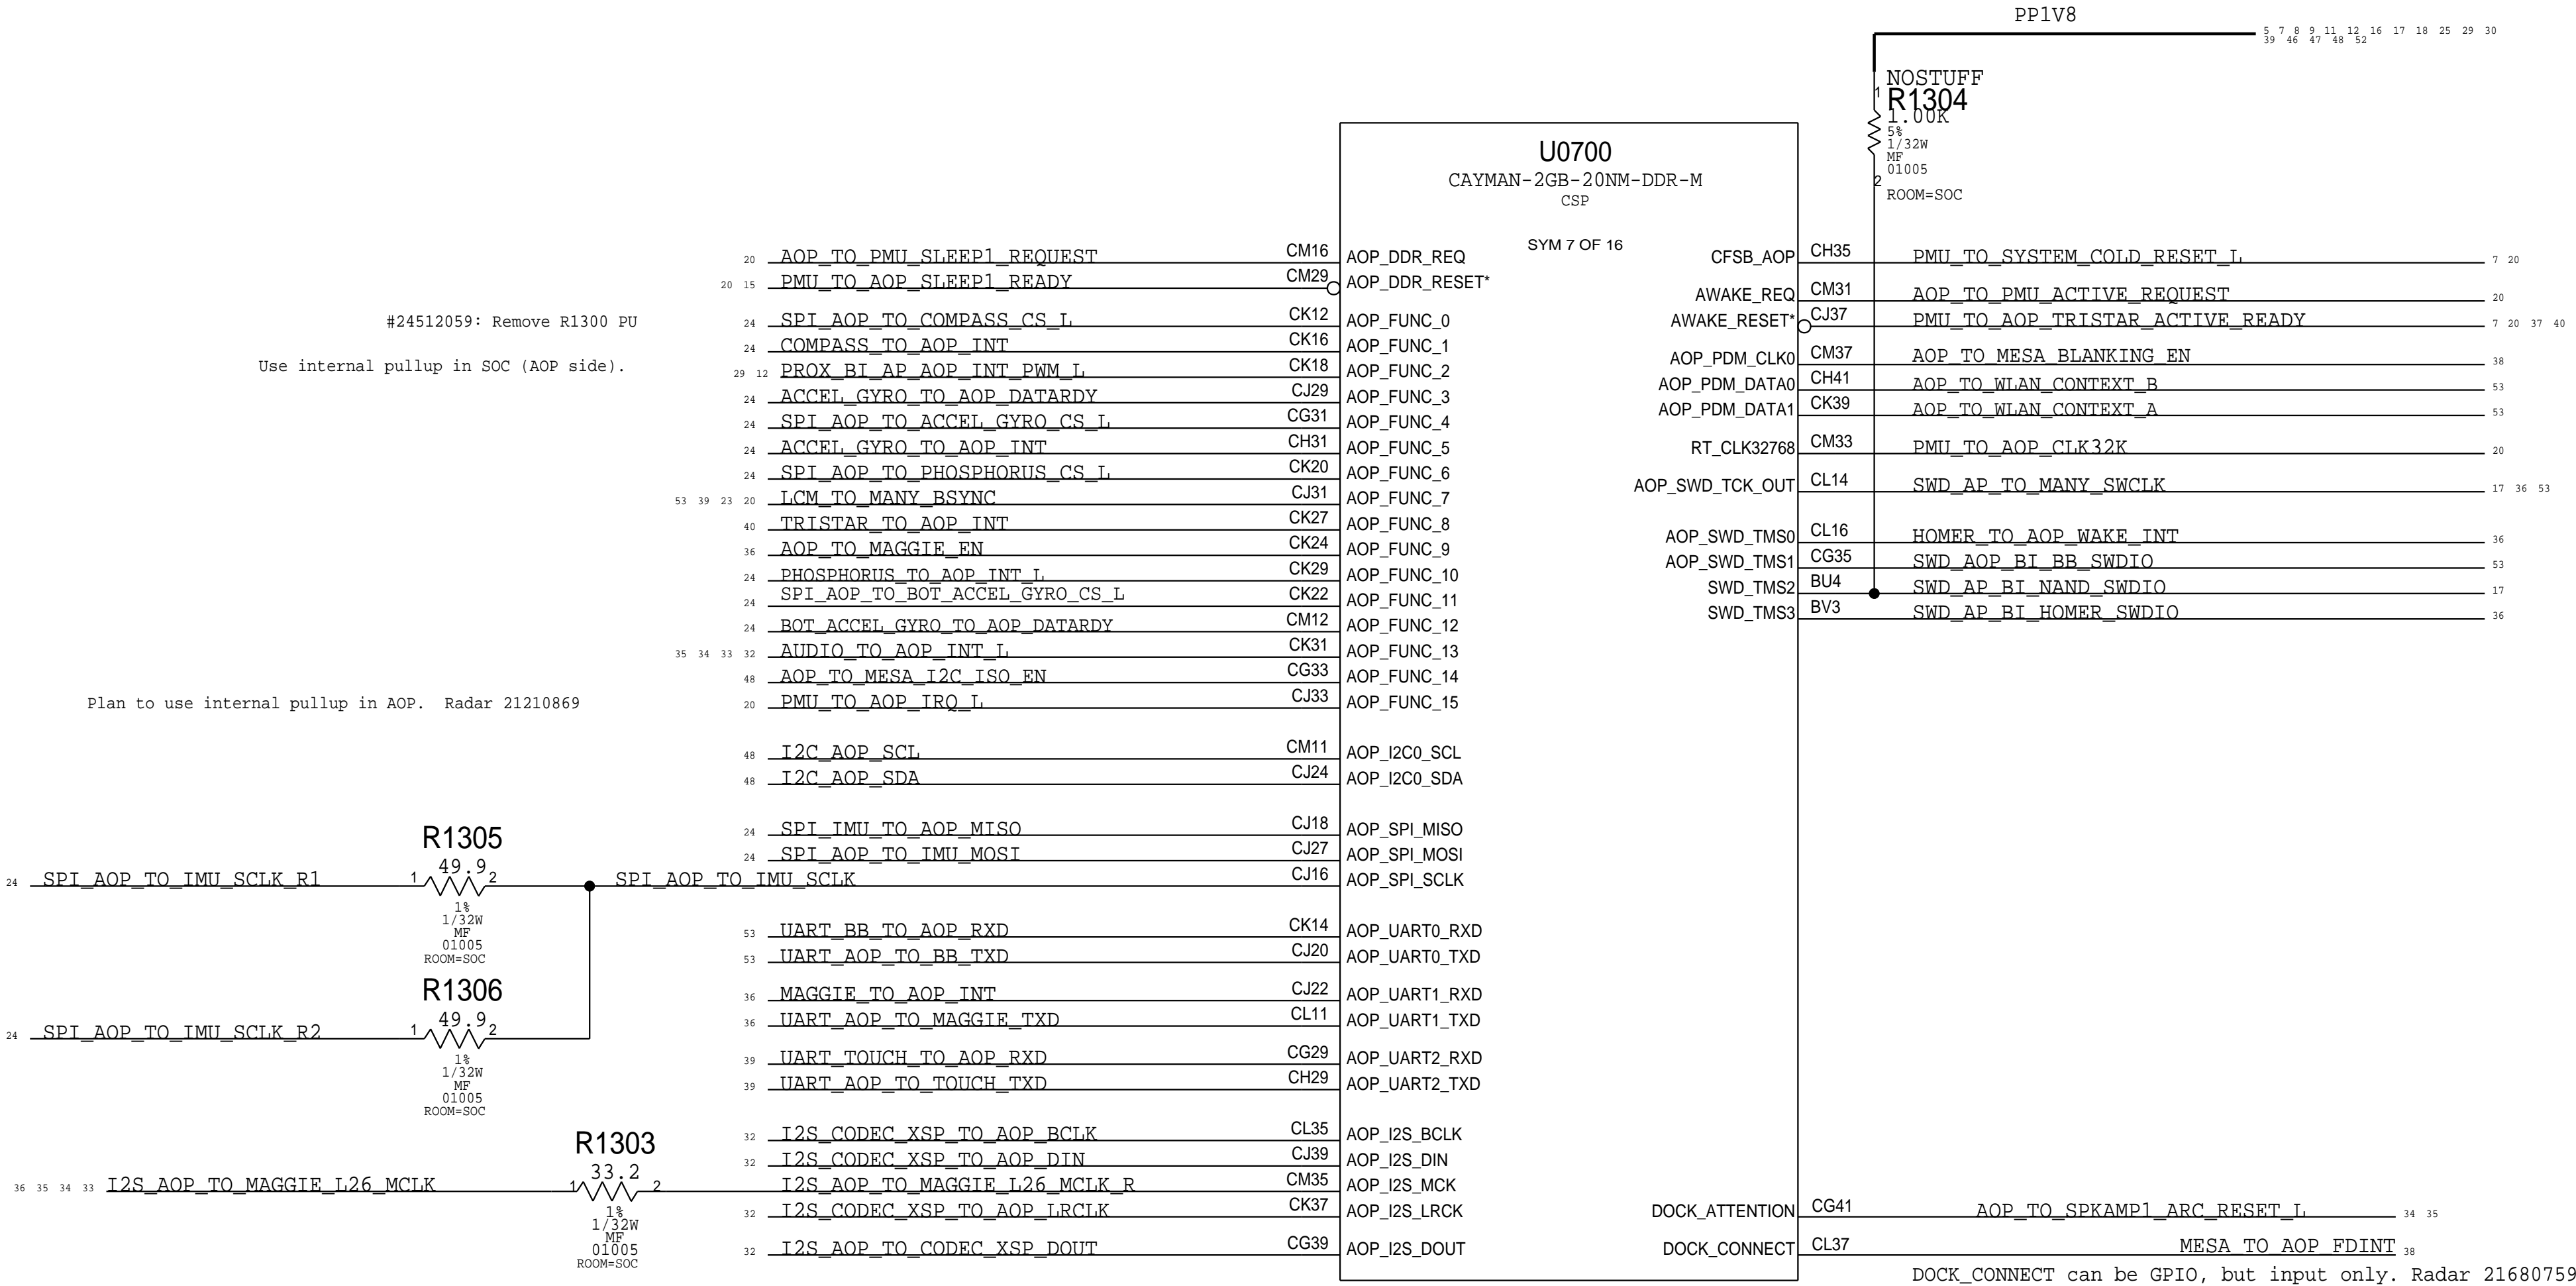 PP1V8
5 7 8 9 11 12 16 17 18 25 29 30
39 46 47 48 52
NOSTUFF
1
R1304
1.00K
5%
1/32W
MF
01005
2
ROOM=SOC
U0700
CAYMAN-2GB-20NM-DDR-M
CSP
SYM 7 OF 16
20 AOP_TO_PMU_SLEEP1_REQUEST CM16 AOP_DDR_REQ
20 15 PMU_TO_AOP_SLEEP1_READY CM29 AOP_DDR_RESET*
#24512059: Remove R1300 PU
24 SPI_AOP_TO_COMPASS_CS_L CK12 AOP_FUNC_0
24 COMPASS_TO_AOP_INT CK16 AOP_FUNC_1
Use internal pullup in SOC (AOP side).
29 12 PROX_BI_AP_AOP_INT_PWM_L CK18 AOP_FUNC_2
24 ACCEL_GYRO_TO_AOP_DATARDY CJ29 AOP_FUNC_3
24 SPI_AOP_TO_ACCEL_GYRO_CS_L CG31 AOP_FUNC_4
24 ACCEL_GYRO_TO_AOP_INT CH31 AOP_FUNC_5
24 SPI_AOP_TO_PHOSPHORUS_CS_L CK20 AOP_FUNC_6
53 39 23 20 LCM_TO_MANY_BSYNC CJ31 AOP_FUNC_7
40 TRISTAR_TO_AOP_INT CK27 AOP_FUNC_8
36 AOP_TO_MAGGIE_EN CK24 AOP_FUNC_9
24 PHOSPHORUS_TO_AOP_INT_L CK29 AOP_FUNC_10
24 SPI_AOP_TO_BOT_ACCEL_GYRO_CS_L CK22 AOP_FUNC_11
24 BOT_ACCEL_GYRO_TO_AOP_DATARDY CM12 AOP_FUNC_12
35 34 33 32 AUDIO_TO_AOP_INT_L CK31 AOP_FUNC_13
48 AOP_TO_MESA_I2C_ISO_EN CG33 AOP_FUNC_14
Plan to use internal pullup in AOP. Radar 21210869
20 PMU_TO_AOP_IRQ_L CJ33 AOP_FUNC_15
48 I2C_AOP_SCL CM11 AOP_I2C0_SCL
48 I2C_AOP_SDA CJ24 AOP_I2C0_SDA
24 SPI_IMU_TO_AOP_MISO CJ18 AOP_SPI_MISO
24 SPI_AOP_TO_IMU_MOSI CJ27 AOP_SPI_MOSI
R1305
49.9
24 SPI_AOP_TO_IMU_SCLK_R1 1 2 SPI_AOP_TO_IMU_SCLK CJ16 AOP_SPI_SCLK
1%
1/32W
MF
01005
ROOM=SOC
53 UART_BB_TO_AOP_RXD CK14 AOP_UART0_RXD
53 UART_AOP_TO_BB_TXD CJ20 AOP_UART0_TXD
R1306
49.9
24 SPI_AOP_TO_IMU_SCLK_R2 1 2
1%
1/32W
MF
01005
ROOM=SOC
36 MAGGIE_TO_AOP_INT CJ22 AOP_UART1_RXD
36 UART_AOP_TO_MAGGIE_TXD CL11 AOP_UART1_TXD
39 UART_TOUCH_TO_AOP_RXD CG29 AOP_UART2_RXD
39 UART_AOP_TO_TOUCH_TXD CH29 AOP_UART2_TXD
32 I2S_CODEC_XSP_TO_AOP_BCLK CL35 AOP_I2S_BCLK
32 I2S_CODEC_XSP_TO_AOP_DIN CJ39 AOP_I2S_DIN
R1303
33.2
36 35 34 33 I2S_AOP_TO_MAGGIE_L26_MCLK 1 2 I2S_AOP_TO_MAGGIE_L26_MCLK_R CM35 AOP_I2S_MCK
1%
1/32W
MF
01005
ROOM=SOC
32 I2S_CODEC_XSP_TO_AOP_LRCLK CK37 AOP_I2S_LRCK
32 I2S_AOP_TO_CODEC_XSP_DOUT CG39 AOP_I2S_DOUT
CFSB_AOP CH35 PMU_TO_SYSTEM_COLD_RESET_L 7 20
AWAKE_REQ CM31 AOP_TO_PMU_ACTIVE_REQUEST 20
AWAKE_RESET* CJ37 PMU_TO_AOP_TRISTAR_ACTIVE_READY 7 20 37 40
AOP_PDM_CLK0 CM37 AOP_TO_MESA_BLANKING_EN 38
AOP_PDM_DATA0 CH41 AOP_TO_WLAN_CONTEXT_B 53
AOP_PDM_DATA1 CK39 AOP_TO_WLAN_CONTEXT_A 53
RT_CLK32768 CM33 PMU_TO_AOP_CLK32K 20
AOP_SWD_TCK_OUT CL14 SWD_AP_TO_MANY_SWCLK 17 36 53
AOP_SWD_TMS0 CL16 HOMER_TO_AOP_WAKE_INT 36
AOP_SWD_TMS1 CG35 SWD_AOP_BI_BB_SWDIO 53
SWD_TMS2 BU4 SWD_AP_BI_NAND_SWDIO 17
SWD_TMS3 BV3 SWD_AP_BI_HOMER_SWDIO 36
DOCK_ATTENTION CG41 AOP_TO_SPKAMP1_ARC_RESET_L 34 35
DOCK_CONNECT CL37 MESA_TO_AOP_FDINT 38
DOCK_CONNECT can be GPIO, but input only. Radar 21680759